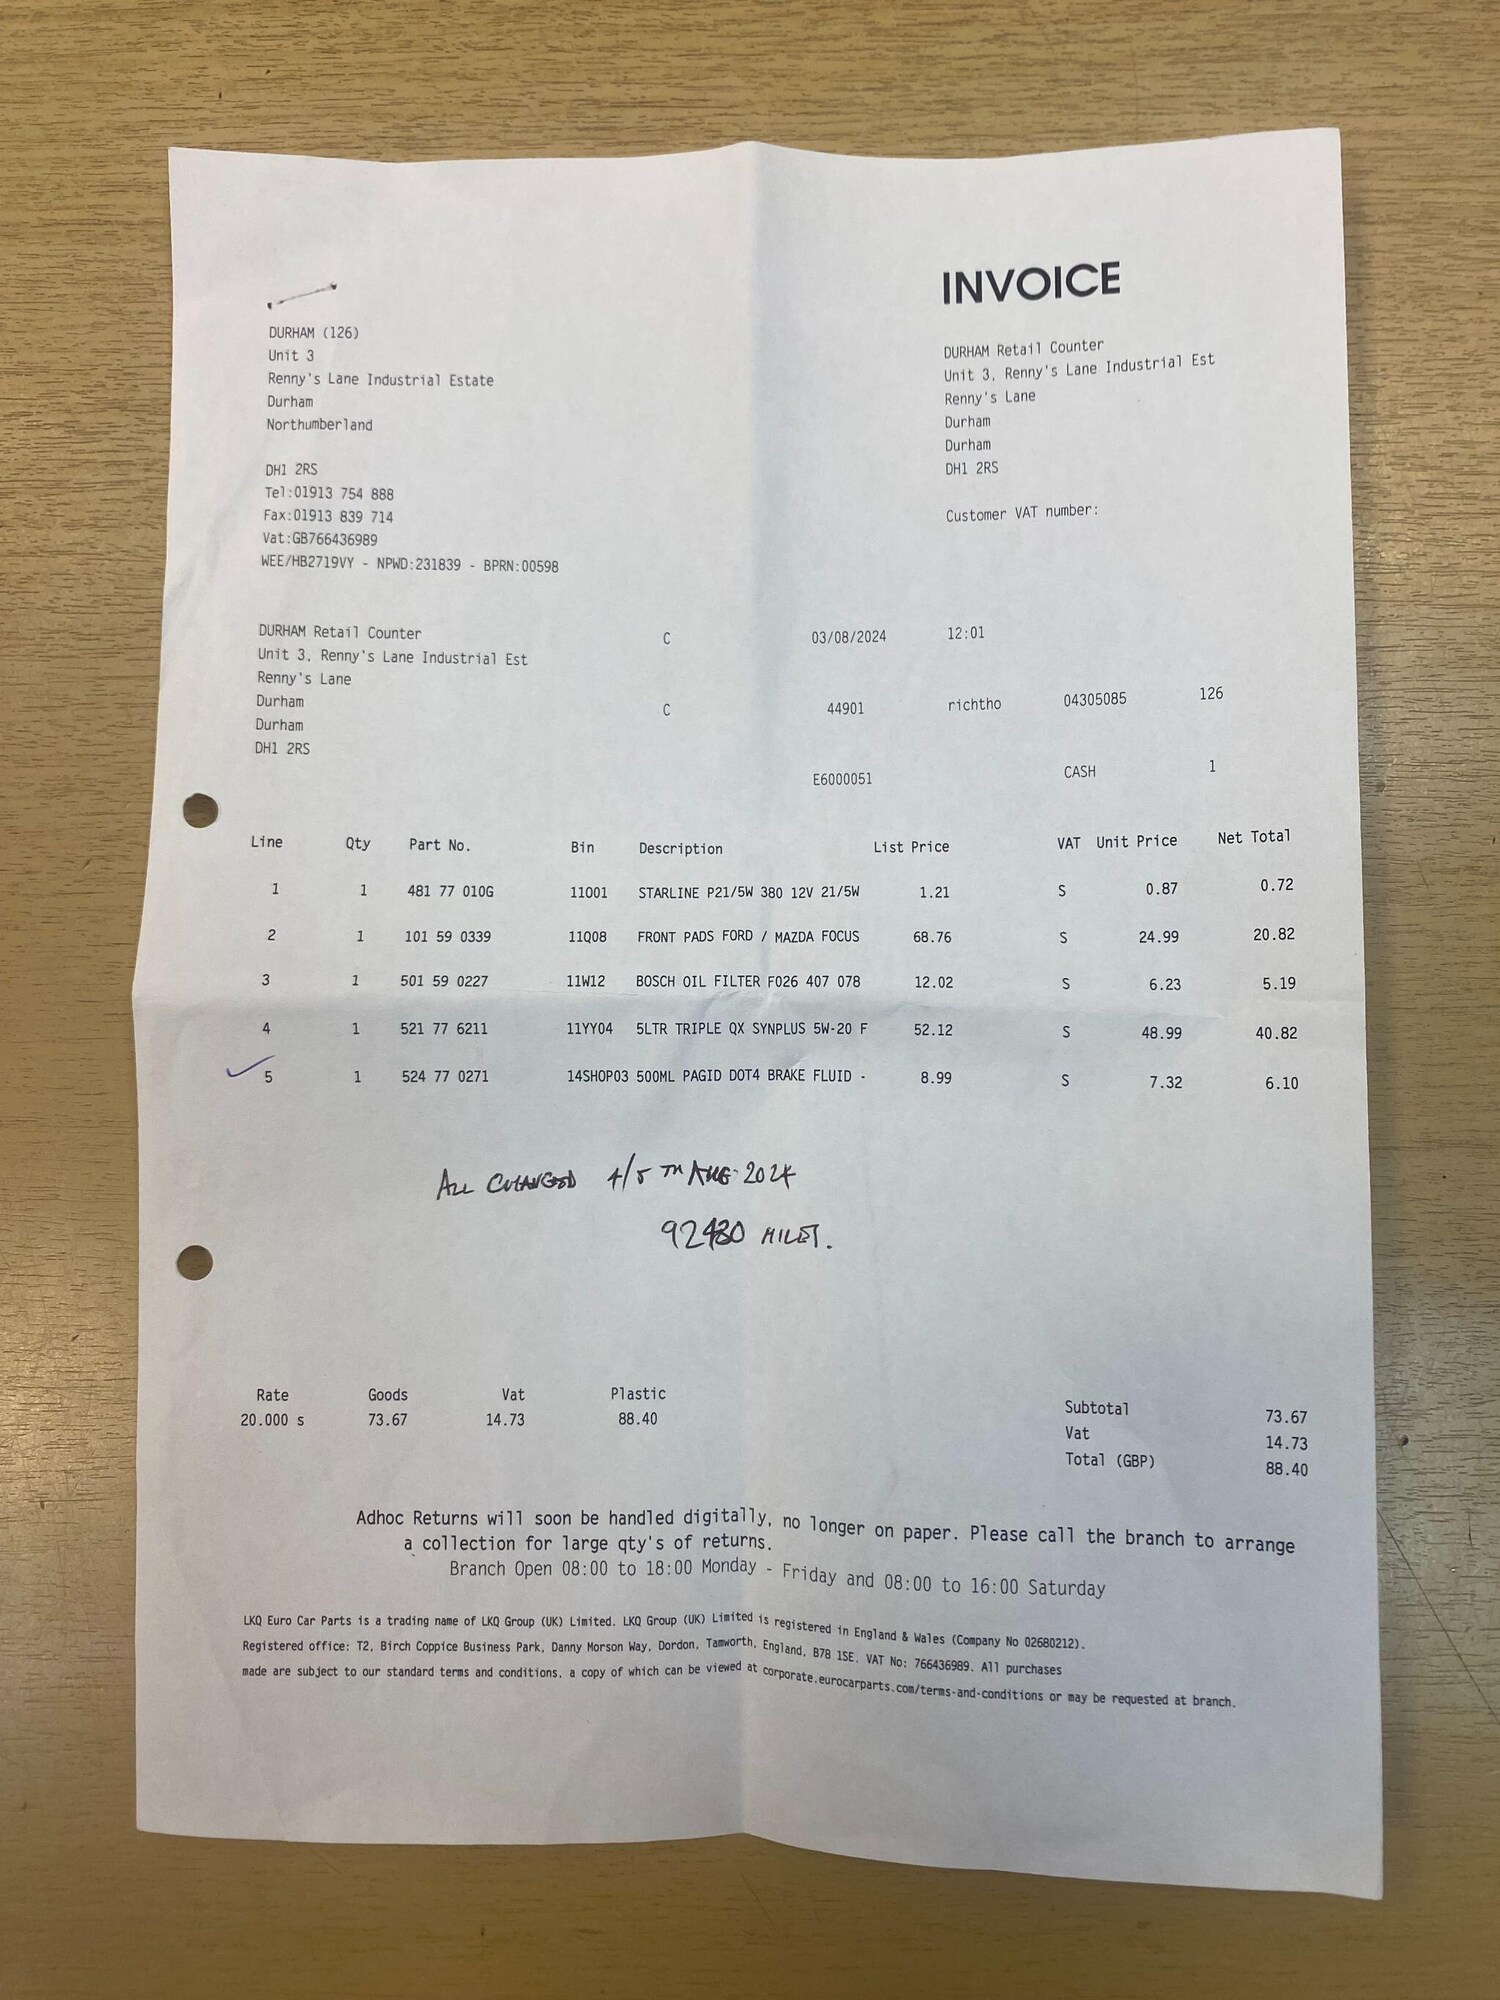 INVOICE
DURHAM (126)
Unit 3
Renny's Lane Industrial Estate
Durham
Northumberland
DH1 2RS
Tel:01913 754 888
Fax:01913 839 714
Vat:GB766436989
WEE/HB2719VY - NPWD:231839 - BPRN:00598
DURHAM Retail Counter
Unit 3, Renny's Lane Industrial Est
Renny's Lane
Durham
Durham
DH1 2RS
Customer VAT number:
DURHAM Retail Counter
Unit 3, Renny's Lane Industrial Est
Renny's Lane
Durham
Durham
DH1 2RS
C 03/08/2024 12:01
C 44901 richtho 04305085 126
E6000051 CASH 1
Line Qty Part No. Bin Description List Price VAT Unit Price Net Total
1 1 481 77 010G 11O01 STARLINE P21/5W 380 12V 21/5W 1.21 S 0.87 0.72
2 1 101 59 0339 11Q08 FRONT PADS FORD / MAZDA FOCUS 68.76 S 24.99 20.82
3 1 501 59 0227 11W12 BOSCH OIL FILTER F026 407 078 12.02 S 6.23 5.19
4 1 521 77 6211 11YY04 5LTR TRIPLE QX SYNPLUS 5W-20 F 52.12 S 48.99 40.82
5 1 524 77 0271 14SHOP03 500ML PAGID DOT4 BRAKE FLUID - 8.99 S 7.32 6.10
ALL CHANGED 4/5TH AUG 2024
92480 MILES.
Rate Goods Vat Plastic
20.000 s 73.67 14.73 88.40
Subtotal 73.67
Vat 14.73
Total (GBP) 88.40
Adhoc Returns will soon be handled digitally, no longer on paper. Please call the branch to arrange
a collection for large qty's of returns.
Branch Open 08:00 to 18:00 Monday - Friday and 08:00 to 16:00 Saturday
LKQ Euro Car Parts is a trading name of LKQ Group (UK) Limited. LKQ Group (UK) Limited is registered in England & Wales (Company No 02680212).
Registered office: T2, Birch Coppice Business Park, Danny Morson Way, Dordon, Tamworth, England, B78 1SE. VAT No: 766436989. All purchases
made are subject to our standard terms and conditions, a copy of which can be viewed at corporate.eurocarparts.com/terms-and-conditions or may be requested at branch.